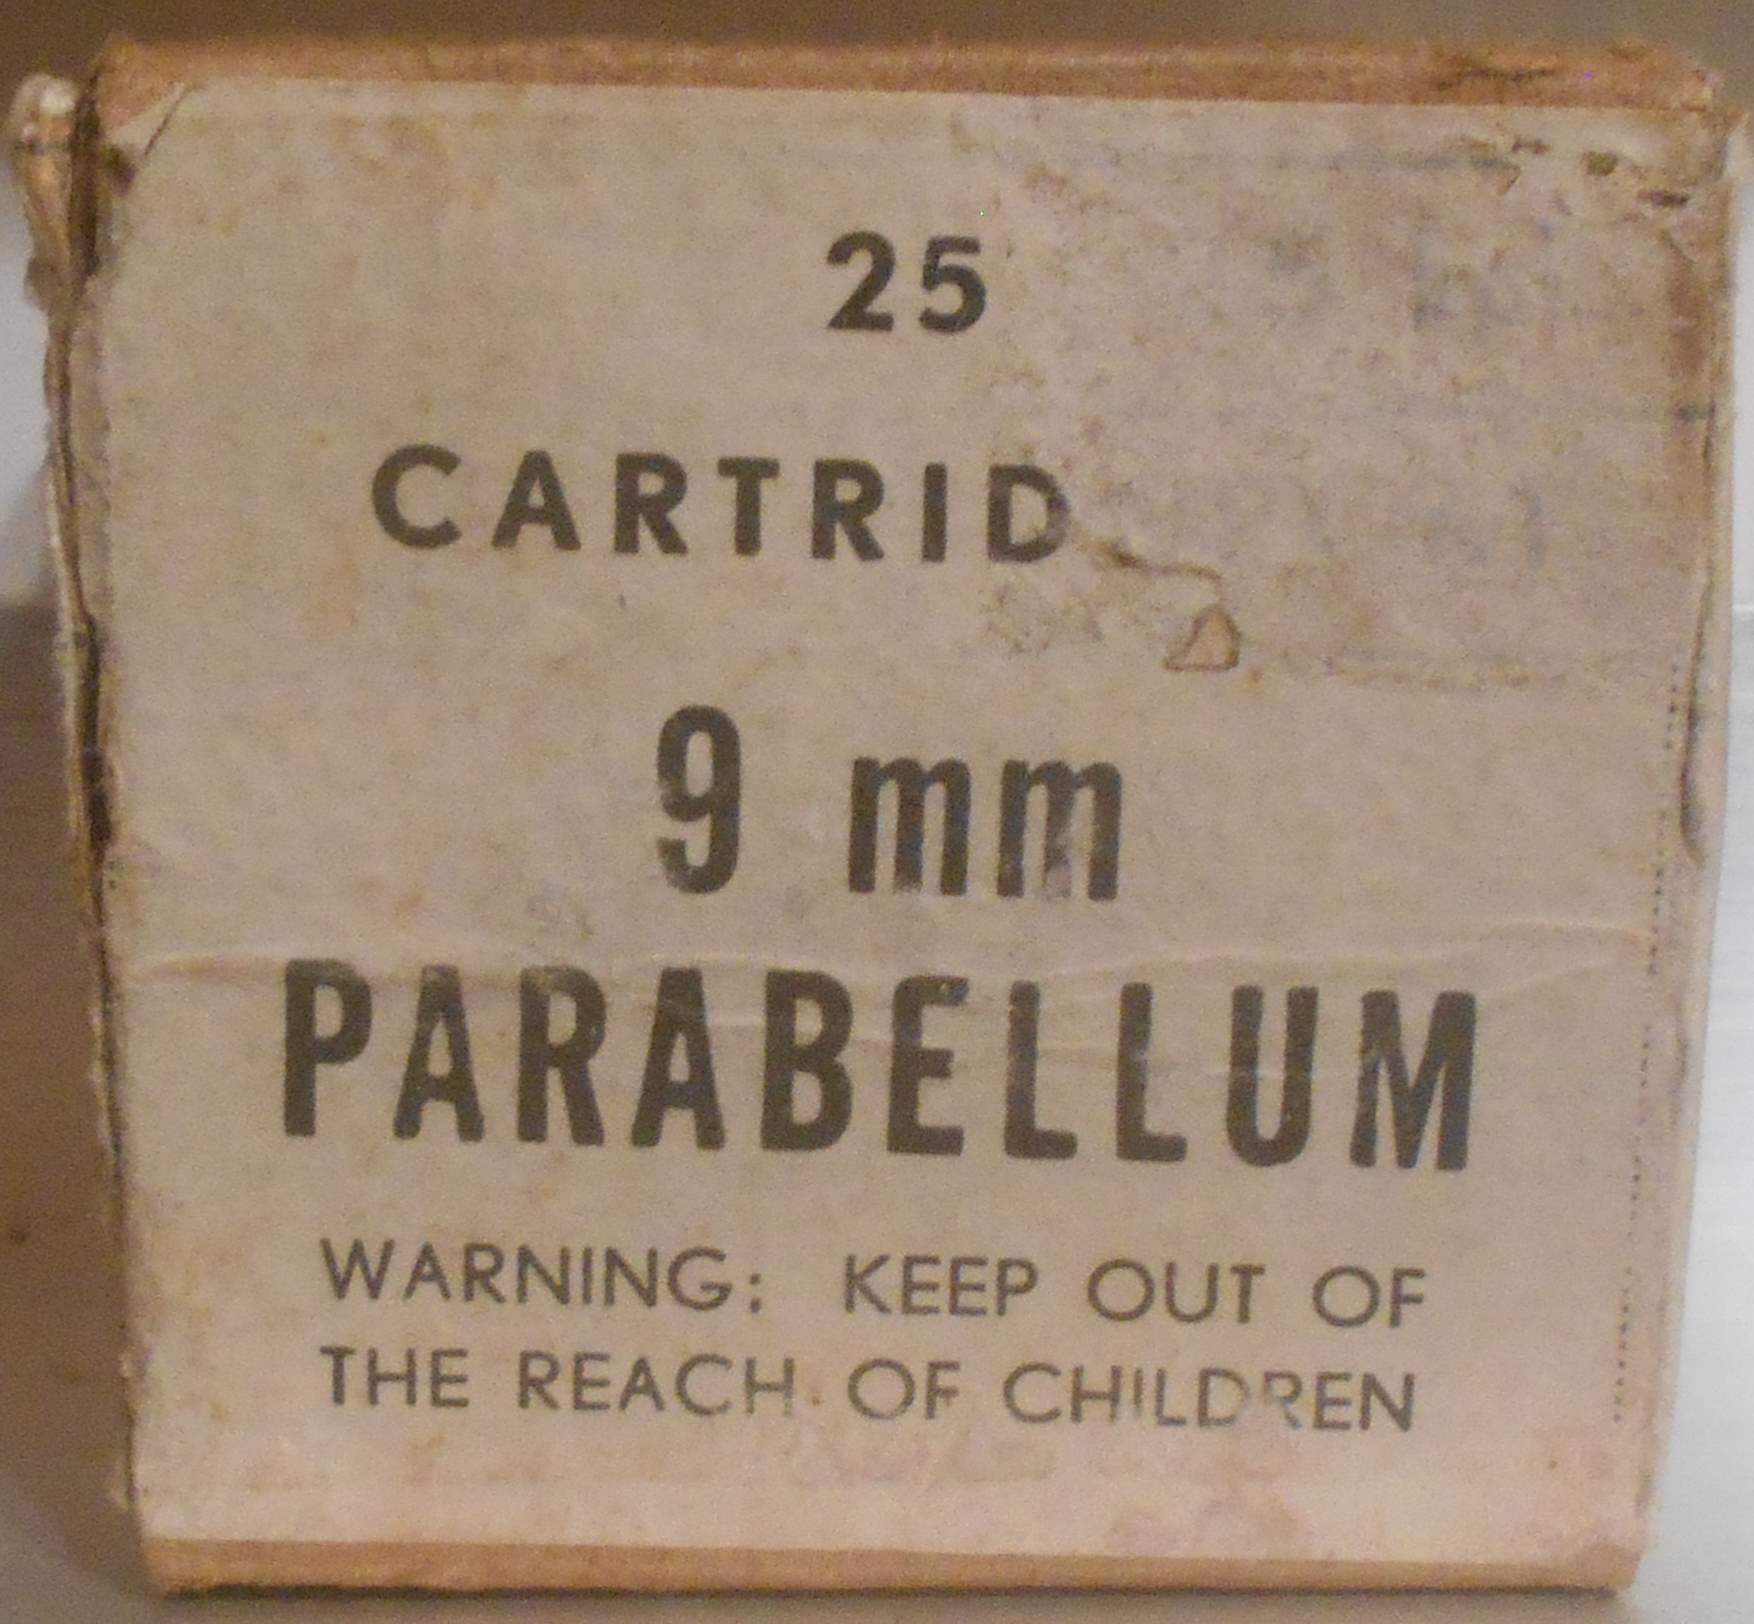 25
CARTRID
9 mm
PARABELLUM
WARNING: KEEP OUT OF
THE REACH OF CHILDREN